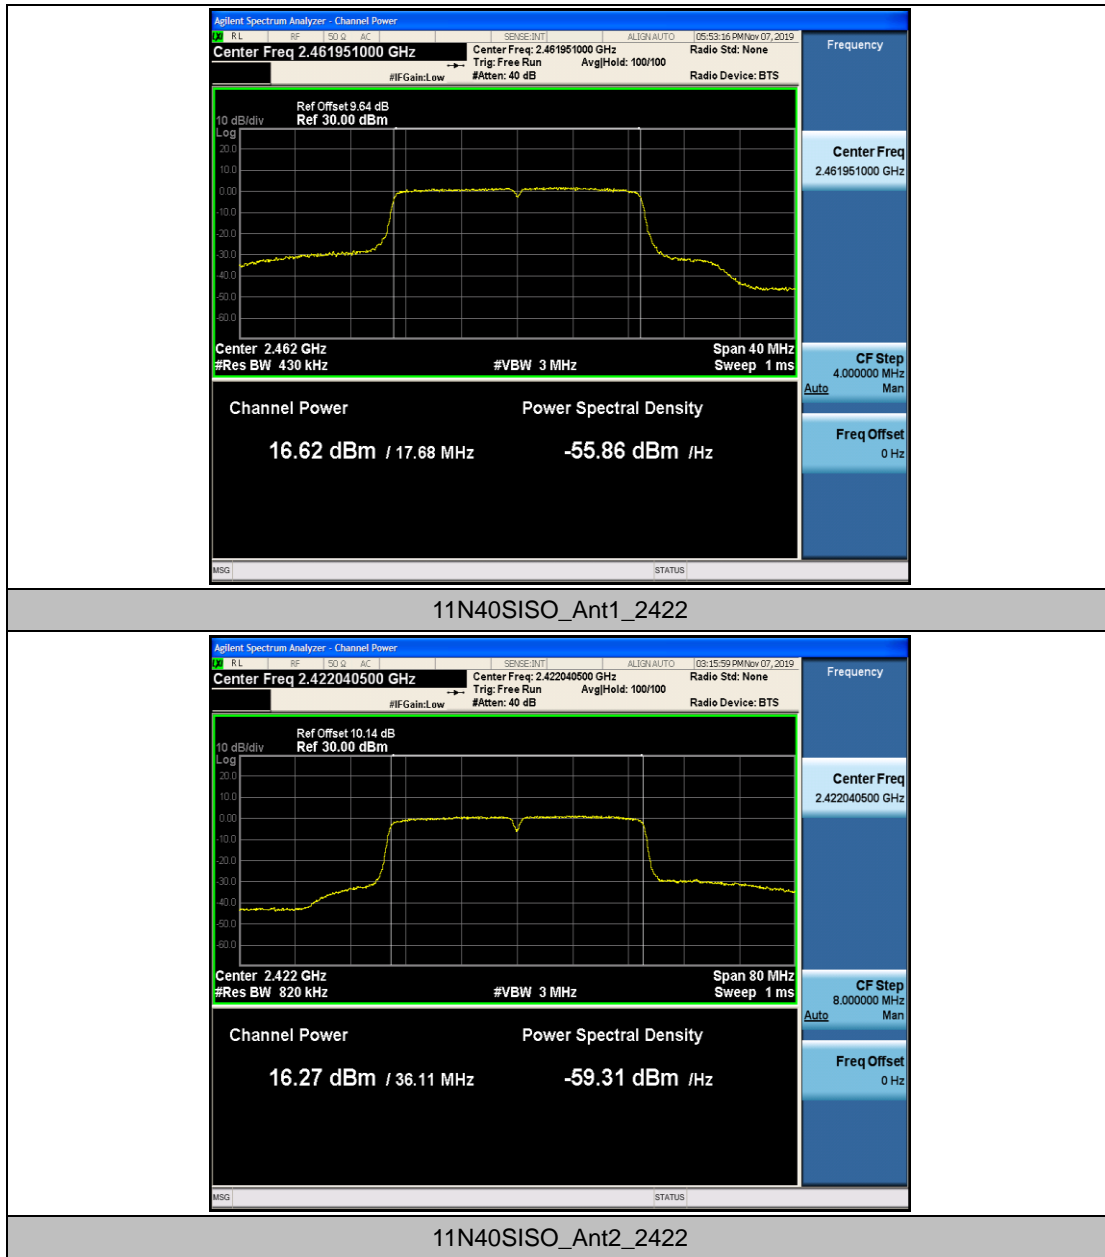 Agilent Spectrum Analyzer - Channel Power
RL RF 50 Ω AC SENSE:INT ALIGN AUTO 05:53:16 PM Nov 07, 2019
Center Freq 2.461951000 GHz
Center Freq: 2.461951000 GHz Radio Std: None
Trig: Free Run Avg|Hold: 100/100
#IFGain:Low #Atten: 40 dB Radio Device: BTS
Frequency
Ref Offset 9.64 dB
10 dB/div Ref 30.00 dBm
Log
20.0
10.0
0.00
-10.0
-20.0
-30.0
-40.0
-50.0
-60.0
Center Freq
2.461951000 GHz
Center 2.462 GHz Span 40 MHz
#Res BW 430 kHz #VBW 3 MHz Sweep 1 ms
CF Step
4.000000 MHz
Auto Man
Channel Power Power Spectral Density
16.62 dBm / 17.68 MHz -55.86 dBm /Hz
Freq Offset
0 Hz
MSG STATUS
11N40SISO_Ant1_2422
Agilent Spectrum Analyzer - Channel Power
RL RF 50 Ω AC SENSE:INT ALIGN AUTO 03:15:59 PM Nov 07, 2019
Center Freq 2.422040500 GHz
Center Freq: 2.422040500 GHz Radio Std: None
Trig: Free Run Avg|Hold: 100/100
#IFGain:Low #Atten: 40 dB Radio Device: BTS
Frequency
Ref Offset 10.14 dB
10 dB/div Ref 30.00 dBm
Log
20.0
10.0
0.00
-10.0
-20.0
-30.0
-40.0
-50.0
-60.0
Center Freq
2.422040500 GHz
Center 2.422 GHz Span 80 MHz
#Res BW 820 kHz #VBW 3 MHz Sweep 1 ms
CF Step
8.000000 MHz
Auto Man
Channel Power Power Spectral Density
16.27 dBm / 36.11 MHz -59.31 dBm /Hz
Freq Offset
0 Hz
MSG STATUS
11N40SISO_Ant2_2422